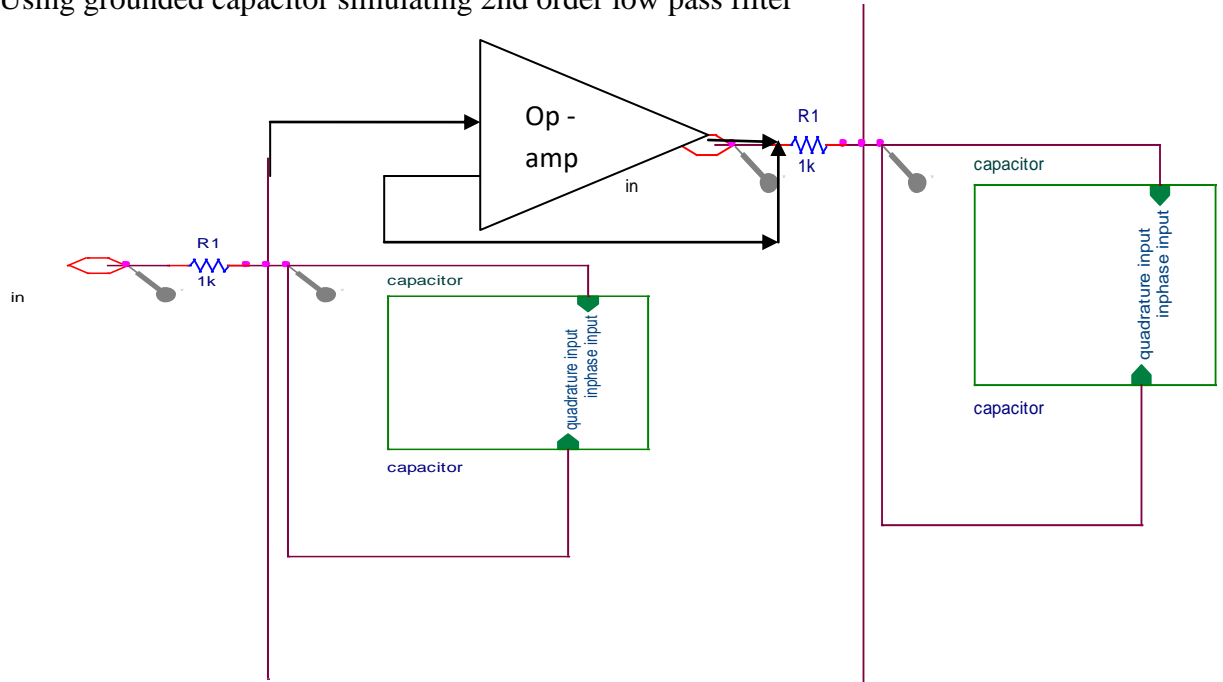 Using grounded capacitor simulating 2nd order low pass filter
Op -
amp
in
R1
1k
capacitor
quadrature input
inphase input
capacitor
R1
1k
in
capacitor
quadrature input
inphase input
capacitor